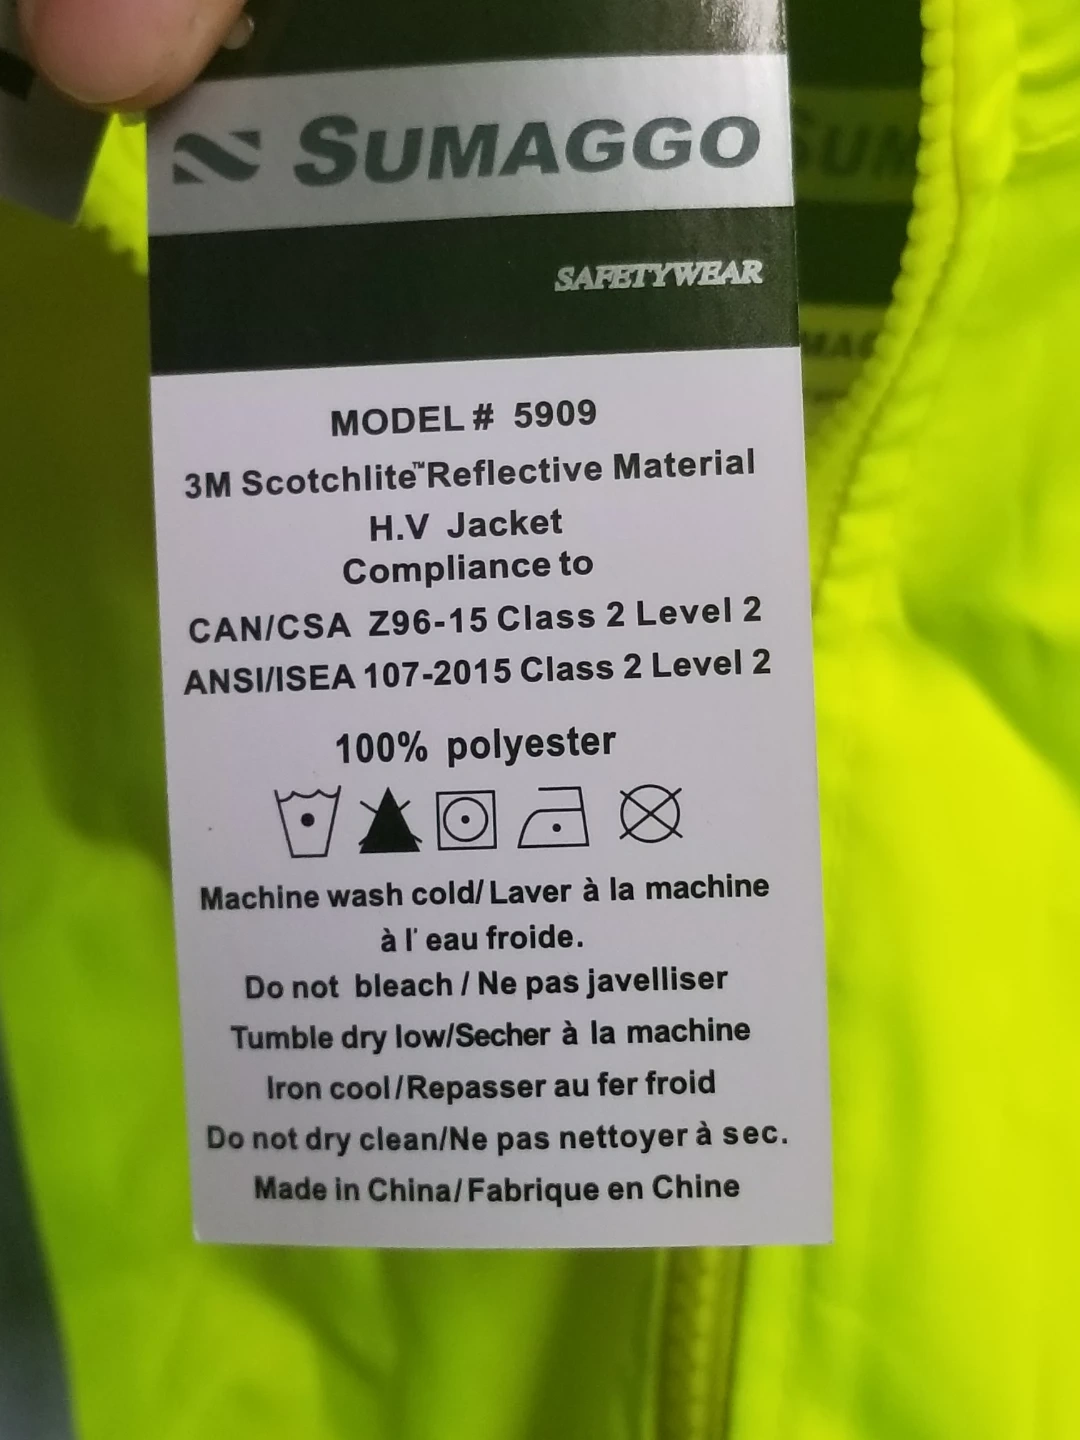 SUMAGGO
SAFETYWEAR
MODEL # 5909
3M Scotchlite™ Reflective Material
H.V Jacket
Compliance to
CAN/CSA Z96-15 Class 2 Level 2
ANSI/ISEA 107-2015 Class 2 Level 2
100% polyester
Machine wash cold/ Laver à la machine
à l' eau froide.
Do not bleach / Ne pas javelliser
Tumble dry low/Secher à la machine
Iron cool/Repasser au fer froid
Do not dry clean/Ne pas nettoyer à sec.
Made in China/ Fabrique en Chine
SUM
MAG